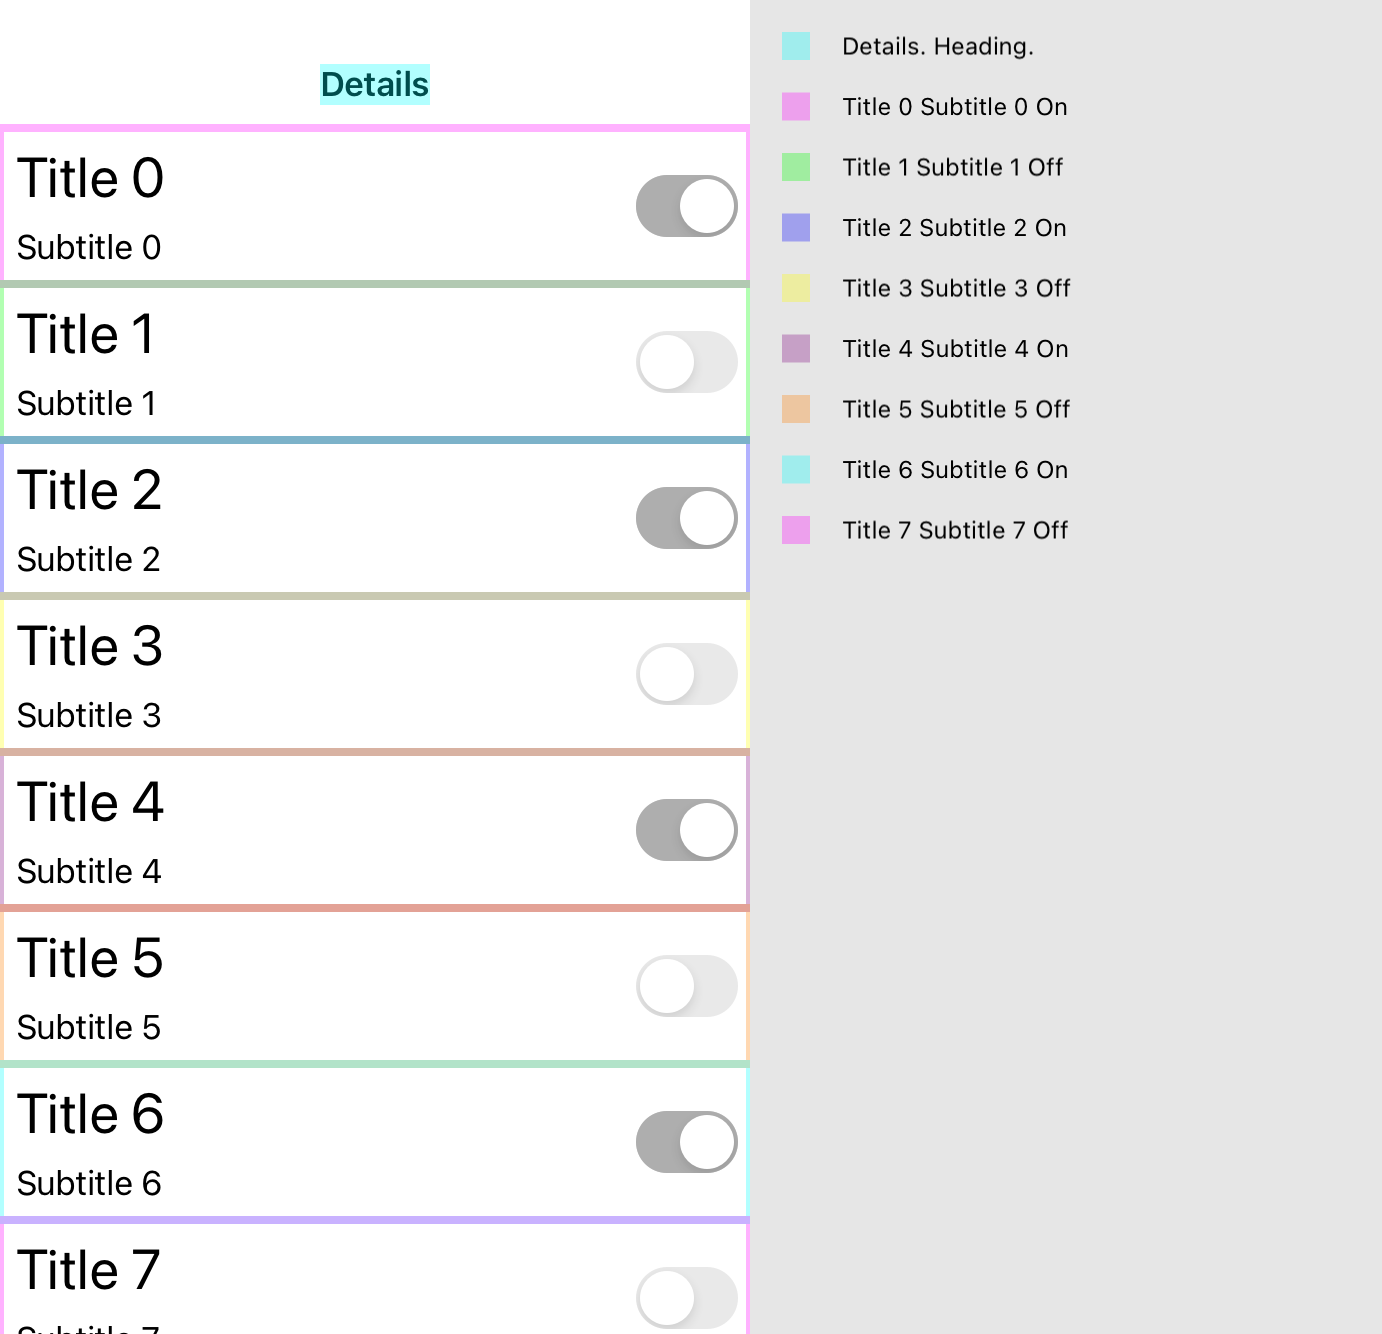 Details
Title 0
Subtitle 0
Title 1
Subtitle 1
Title 2
Subtitle 2
Title 3
Subtitle 3
Title 4
Subtitle 4
Title 5
Subtitle 5
Title 6
Subtitle 6
Title 7
Subtitle 7
Details. Heading.
Title 0 Subtitle 0 On
Title 1 Subtitle 1 Off
Title 2 Subtitle 2 On
Title 3 Subtitle 3 Off
Title 4 Subtitle 4 On
Title 5 Subtitle 5 Off
Title 6 Subtitle 6 On
Title 7 Subtitle 7 Off